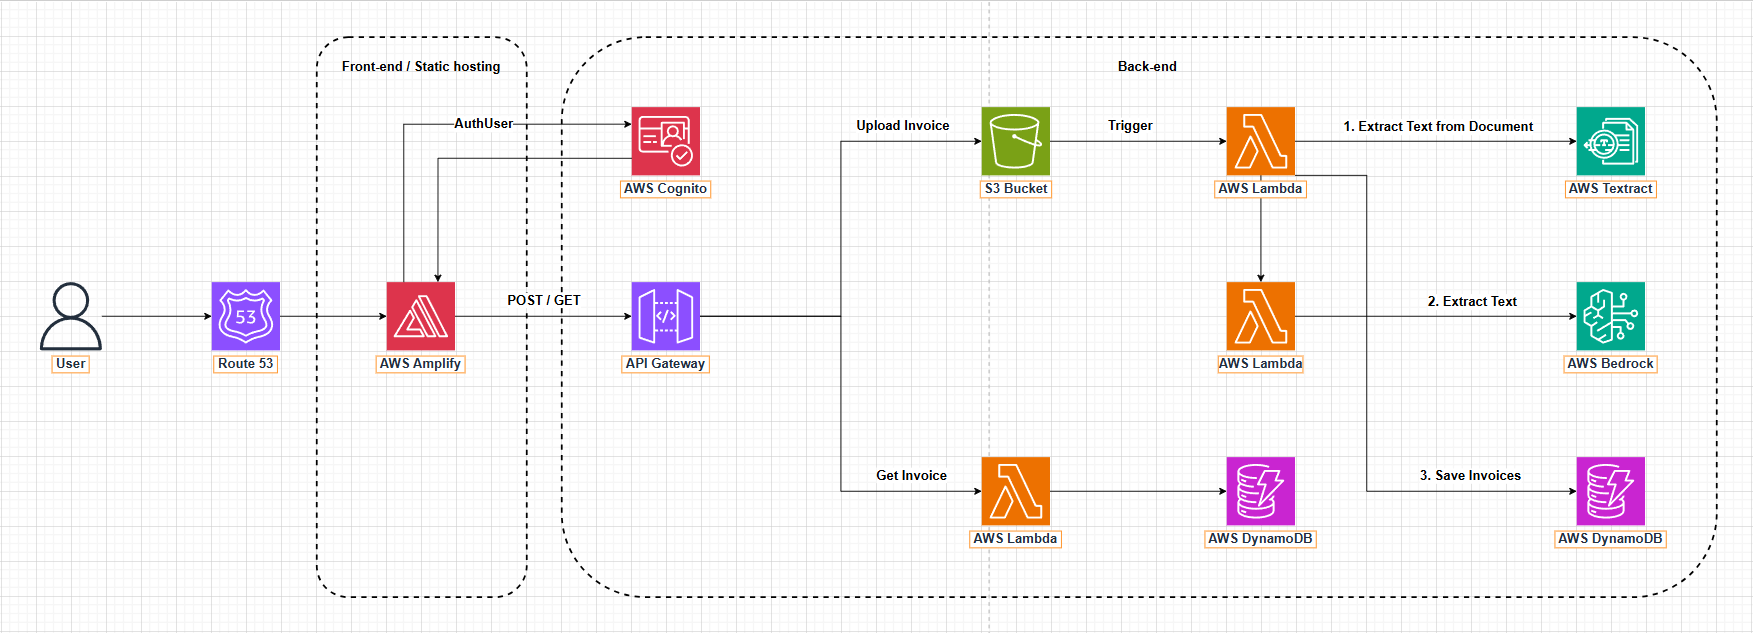 Front-end / Static hosting
Back-end
AuthUser
Upload Invoice
Trigger
1. Extract Text from Document
AWS Cognito
S3 Bucket
AWS Lambda
AWS Textract
POST / GET
2. Extract Text
53
User
Route 53
AWS Amplify
API Gateway
AWS Lambda
AWS Bedrock
Get Invoice
3. Save Invoices
AWS Lambda
AWS DynamoDB
AWS DynamoDB